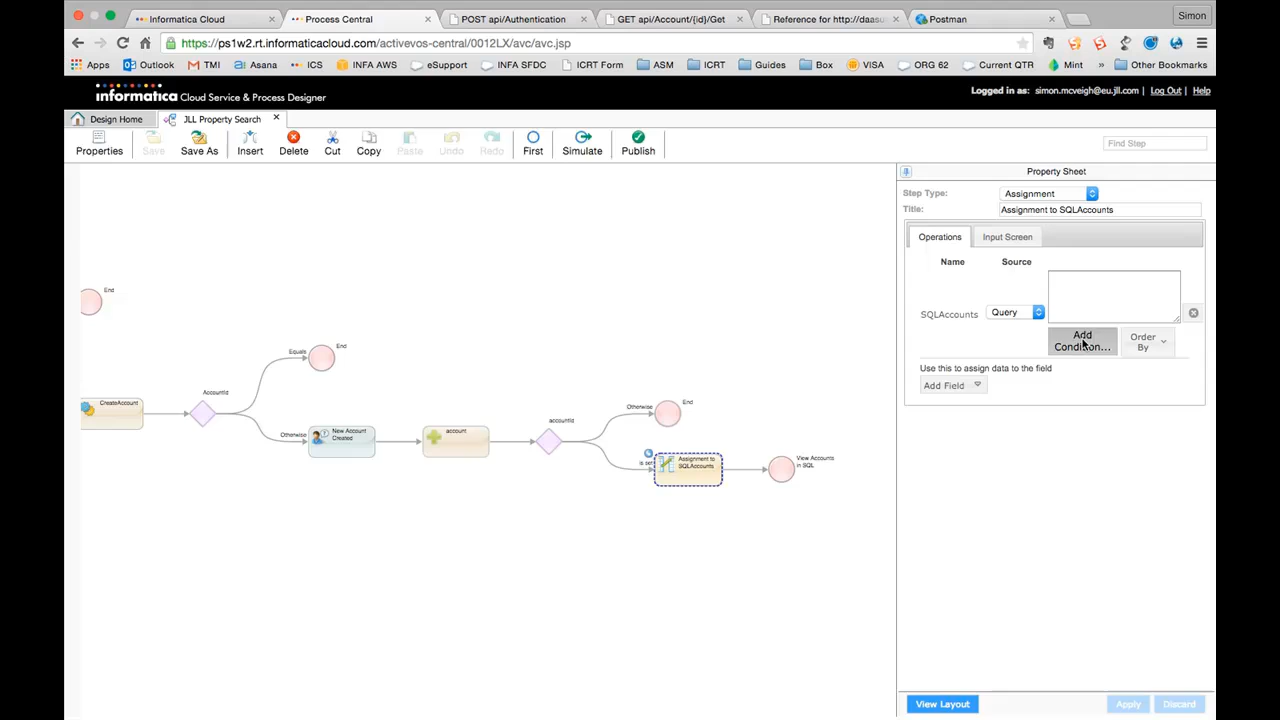 Informatica Cloud
Process Central
POST api/Authentication
GET api/Account/{id}/Get
Reference for http://daasu
Postman
Simon
https://ps1w2.rt.informaticacloud.com/activevos-central/0012LX/avc/avc.jsp
Apps
Outlook
TMI
Asana
ICS
INFA AWS
eSupport
INFA SFDC
ICRT Form
ASM
ICRT
Guides
Box
VISA
ORG 62
Current QTR
Mint
»
Other Bookmarks
informatica Cloud Service & Process Designer
Logged in as: simon.mcveigh@eu.jll.com | Log Out | Help
Design Home
JLL Property Search
Properties
Save
Save As
Insert
Delete
Cut
Copy
Paste
Undo
Redo
First
Simulate
Publish
Find Step
Property Sheet
Step Type:
Assignment
Title:
Assignment to SQLAccounts
Operations
Input Screen
Name
Source
SQLAccounts
Query
Add
Condition...
Order
By
Use this to assign data to the field
Add Field
End
Equals
End
AccountId
CreateAccount
Otherwise
New Account
Created
account
accountId
Otherwise
End
is set
Assignment to
SQLAccounts
View Accounts
in SQL
View Layout
Apply
Discard